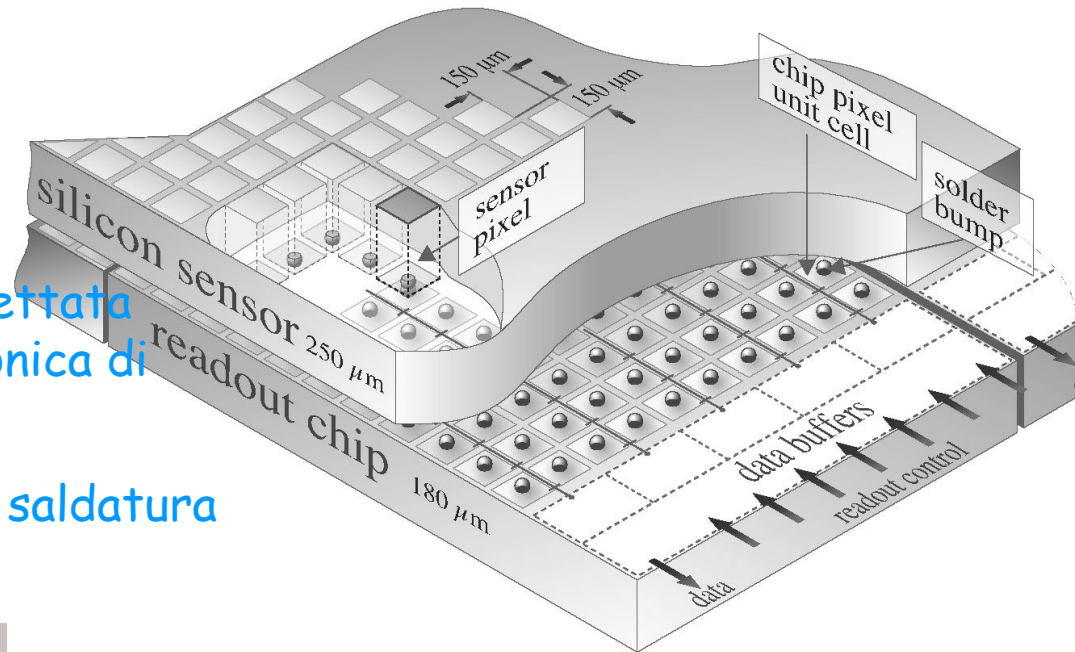 150 μm
150 μm
chip pixel
unit cell
solder
bump
sensor
pixel
silicon sensor 250 μm
readout chip 180 μm
ettata
onica di
saldatura
data buffers
readout control
data